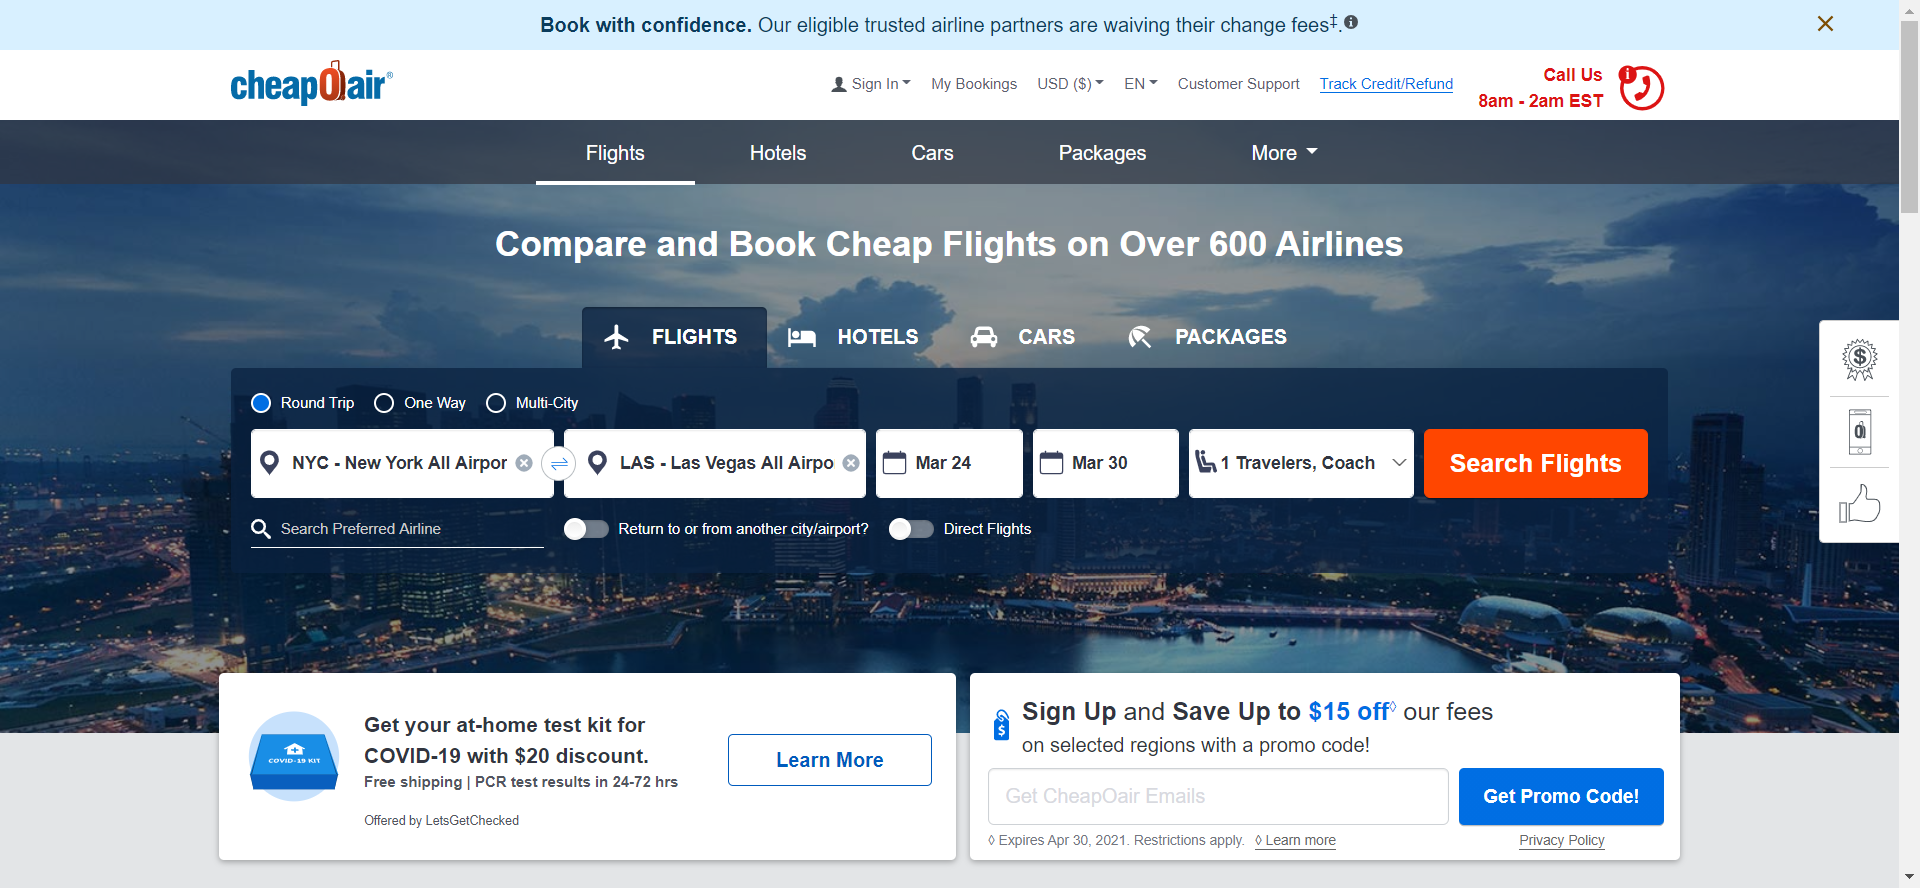 Book with confidence. Our eligible trusted airline partners are waiving their change fees‡.
cheapOair®
Sign In
My Bookings
USD ($)
EN
Customer Support
Track Credit/Refund
Call Us
8am - 2am EST
Flights
Hotels
Cars
Packages
More
Compare and Book Cheap Flights on Over 600 Airlines
FLIGHTS
HOTELS
CARS
PACKAGES
Round Trip
One Way
Multi-City
NYC - New York All Airpor
LAS - Las Vegas All Airpo
Mar 24
Mar 30
1 Travelers, Coach
Search Flights
Search Preferred Airline
Return to or from another city/airport?
Direct Flights
COVID-19 KIT
Get your at-home test kit for
COVID-19 with $20 discount.
Free shipping | PCR test results in 24-72 hrs
Offered by LetsGetChecked
Learn More
Sign Up and Save Up to $15 off◊ our fees
on selected regions with a promo code!
Get CheapOair Emails
Get Promo Code!
◊ Expires Apr 30, 2021. Restrictions apply. ◊ Learn more
Privacy Policy